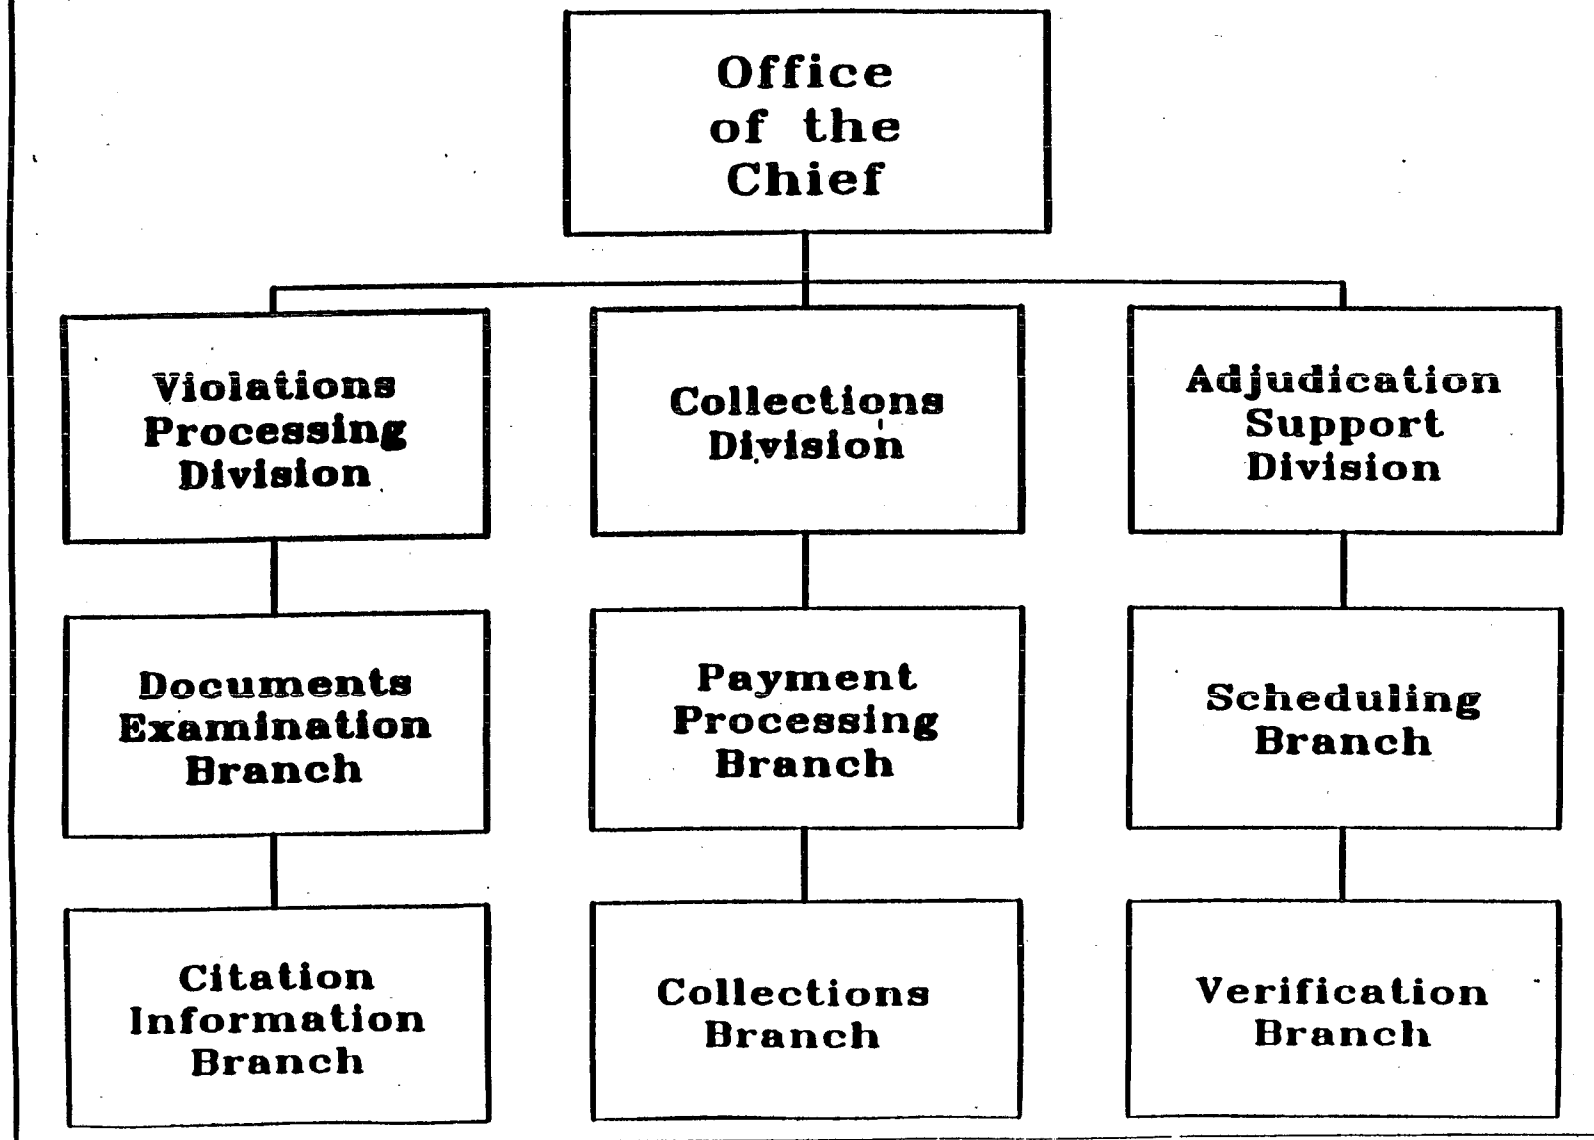 Office
of the
Chief
Violations
Processing
Division
Collections
Division
Adjudication
Support
Division
Documents
Examination
Branch
Payment
Processing
Branch
Scheduling
Branch
Citation
Information
Branch
Collections
Branch
Verification
Branch